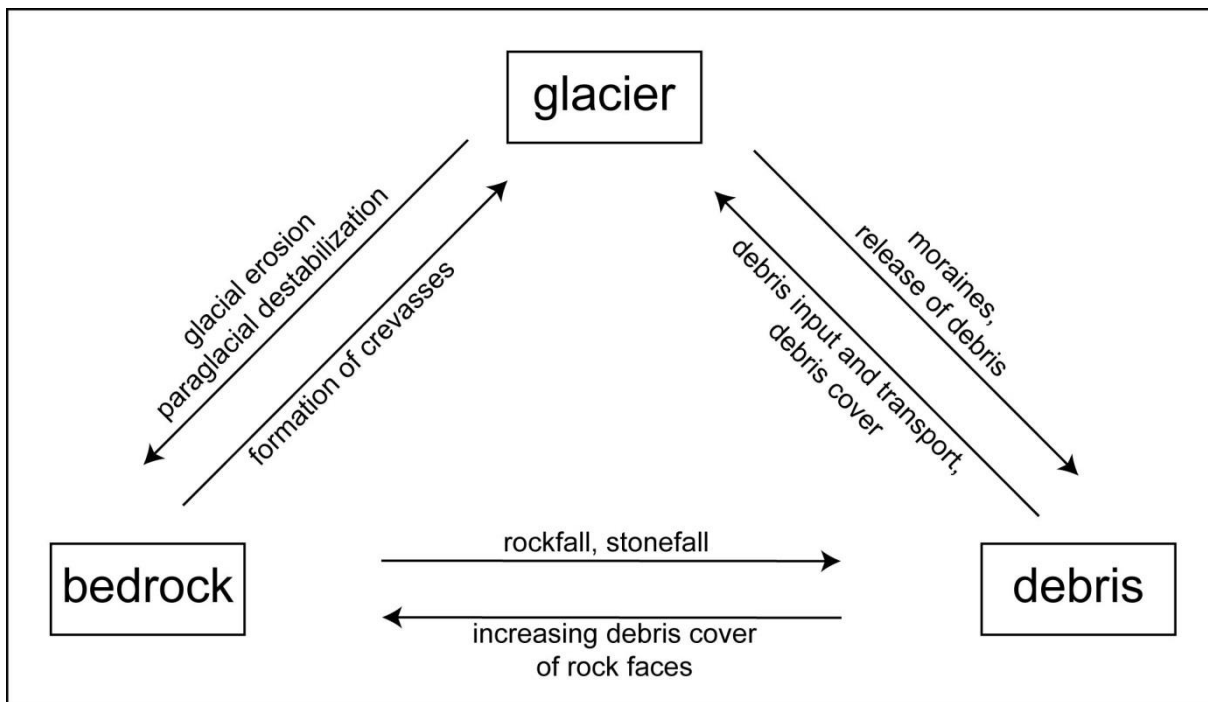 glacier
glacial erosion
paraglacial destabilization
formation of crevasses
moraines,
release of debris
debris input and transport,
debris cover
bedrock
rockfall, stonefall
increasing debris cover
of rock faces
debris